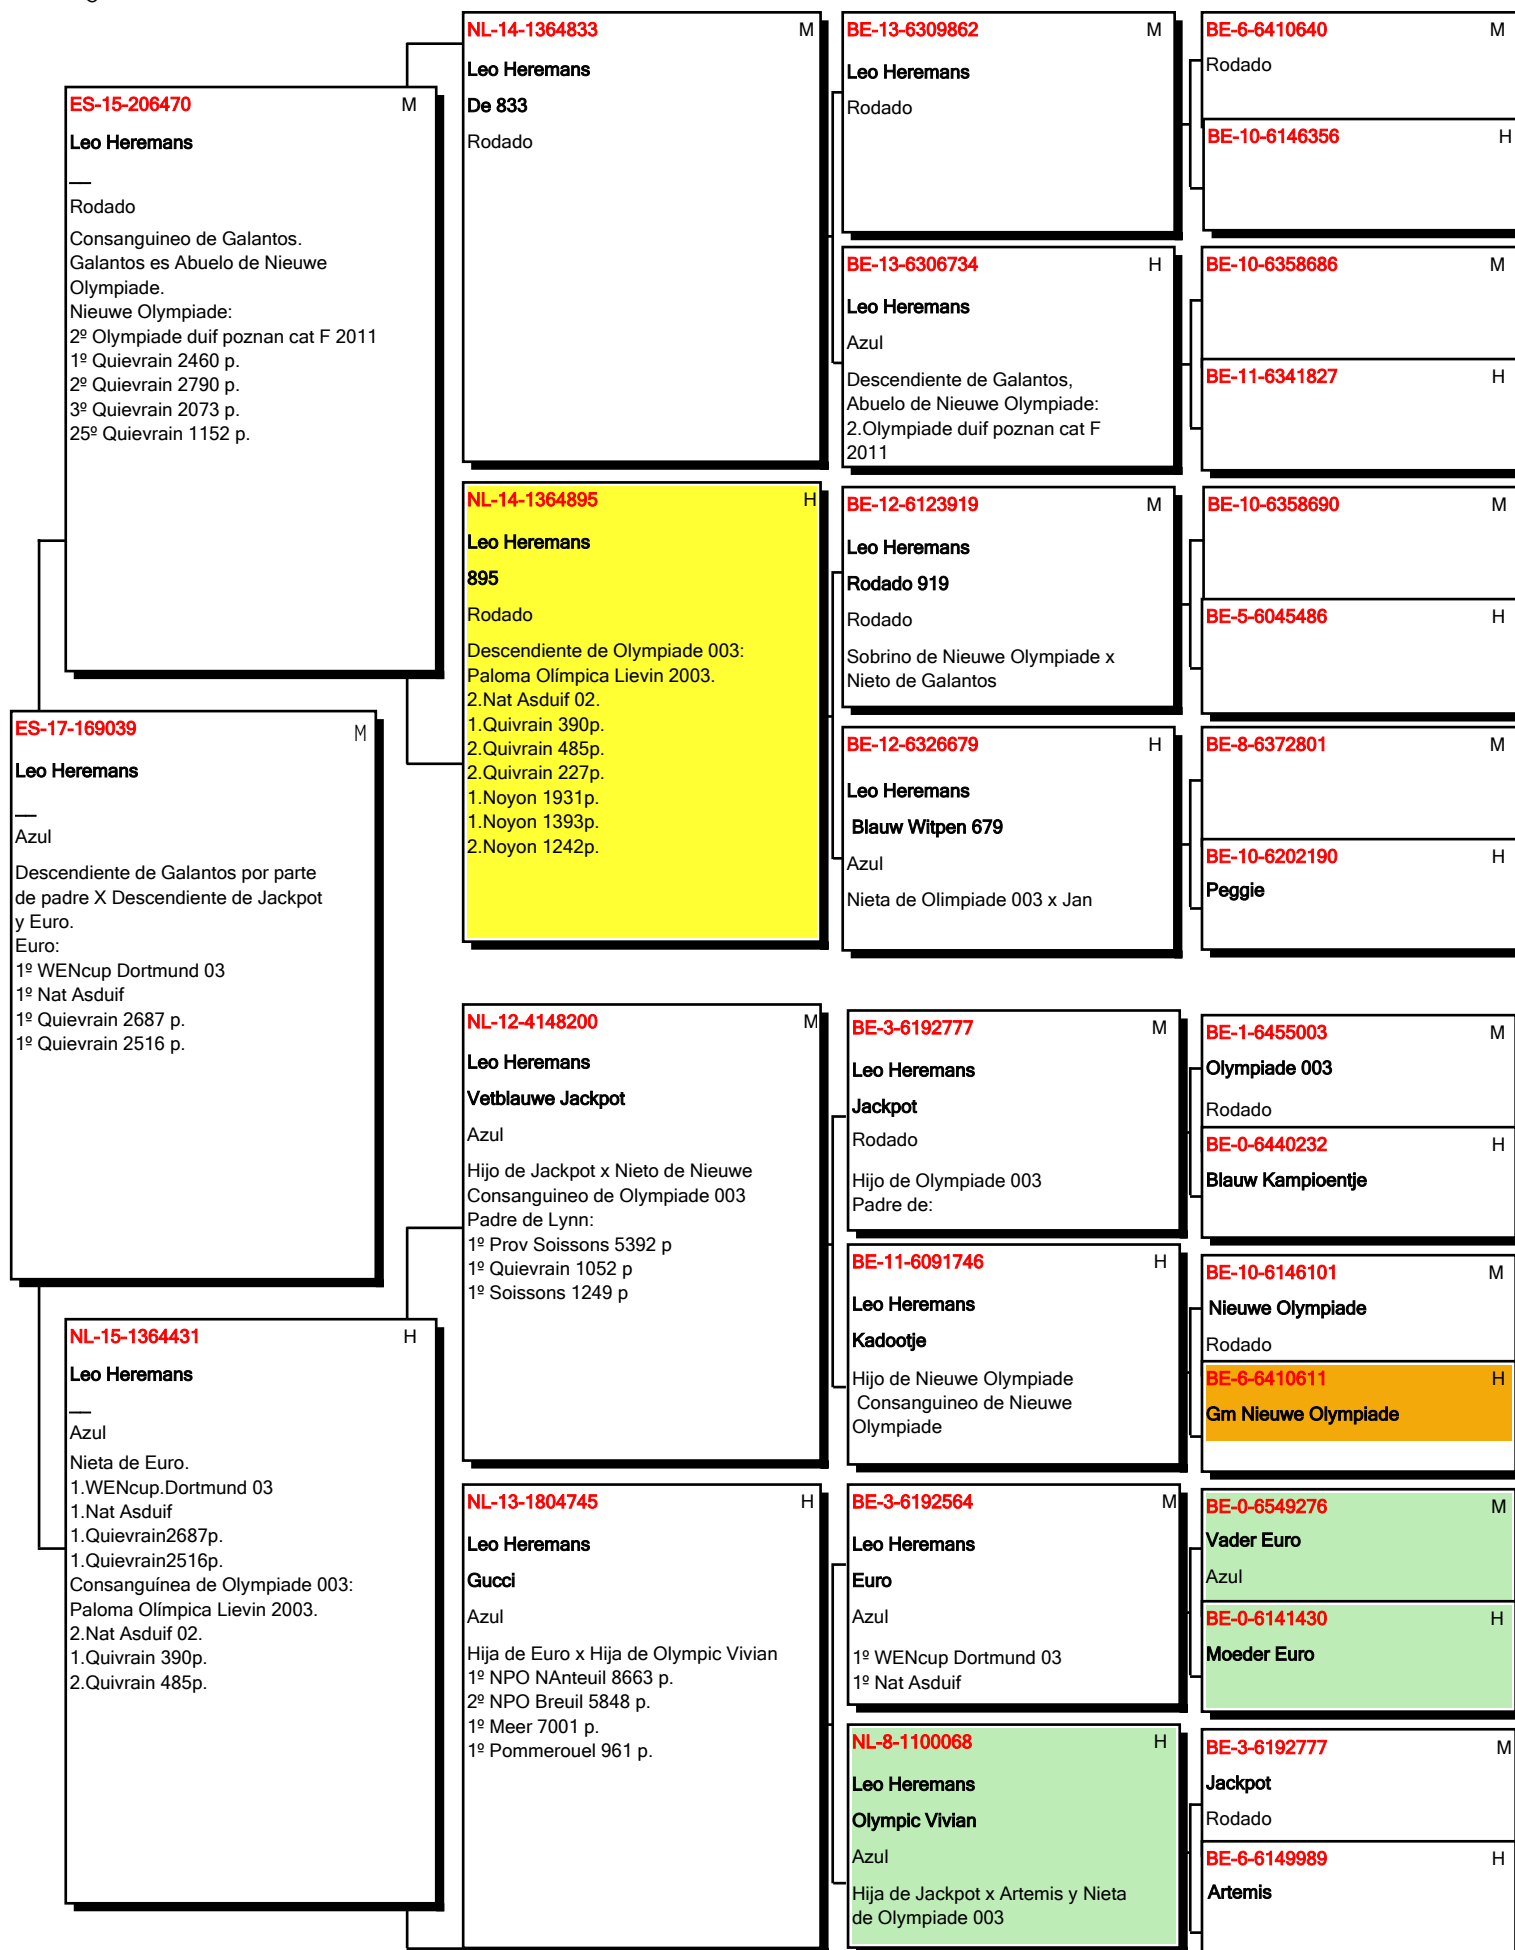 ES-17-169039 M
Leo Heremans
__
Azul
Descendiente de Galantos por parte
de padre X Descendiente de Jackpot
y Euro.
Euro:
1º WENcup Dortmund 03
1º Nat Asduif
1º Quievrain 2687 p.
1º Quievrain 2516 p.
ES-15-206470 M
Leo Heremans
__
Rodado
Consanguineo de Galantos.
Galantos es Abuelo de Nieuwe
Olympiade.
Nieuwe Olympiade:
2º Olympiade duif poznan cat F 2011
1º Quievrain 2460 p.
2º Quievrain 2790 p.
3º Quievrain 2073 p.
25º Quievrain 1152 p.
NL-15-1364431 H
Leo Heremans
__
Azul
Nieta de Euro.
1.WENcup.Dortmund 03
1.Nat Asduif
1.Quievrain2687p.
1.Quievrain2516p.
Consanguínea de Olympiade 003:
Paloma Olímpica Lievin 2003.
2.Nat Asduif 02.
1.Quivrain 390p.
2.Quivrain 485p.
NL-14-1364833 M
Leo Heremans
De 833
Rodado
NL-14-1364895 H
Leo Heremans
895
Rodado
Descendiente de Olympiade 003:
Paloma Olímpica Lievin 2003.
2.Nat Asduif 02.
1.Quivrain 390p.
2.Quivrain 485p.
2.Quivrain 227p.
1.Noyon 1931p.
1.Noyon 1393p.
2.Noyon 1242p.
NL-12-4148200 M
Leo Heremans
Vetblauwe Jackpot
Azul
Hijo de Jackpot x Nieto de Nieuwe
Consanguineo de Olympiade 003
Padre de Lynn:
1º Prov Soissons 5392 p
1º Quievrain 1052 p
1º Soissons 1249 p
NL-13-1804745 H
Leo Heremans
Gucci
Azul
Hija de Euro x Hija de Olympic Vivian
1º NPO NAnteuil 8663 p.
2º NPO Breuil 5848 p.
1º Meer 7001 p.
1º Pommerouel 961 p.
BE-13-6309862 M
Leo Heremans
Rodado
BE-13-6306734 H
Leo Heremans
Azul
Descendiente de Galantos,
Abuelo de Nieuwe Olympiade:
2.Olympiade duif poznan cat F
2011
BE-12-6123919 M
Leo Heremans
Rodado 919
Rodado
Sobrino de Nieuwe Olympiade x
Nieto de Galantos
BE-12-6326679 H
Leo Heremans
Blauw Witpen 679
Azul
Nieta de Olimpiade 003 x Jan
BE-3-6192777 M
Leo Heremans
Jackpot
Rodado
Hijo de Olympiade 003
Padre de:
BE-11-6091746 H
Leo Heremans
Kadootje
Hijo de Nieuwe Olympiade
Consanguineo de Nieuwe
Olympiade
BE-3-6192564 M
Leo Heremans
Euro
Azul
1º WENcup Dortmund 03
1º Nat Asduif
NL-8-1100068 H
Leo Heremans
Olympic Vivian
Azul
Hija de Jackpot x Artemis y Nieta
de Olympiade 003
BE-6-6410640 M
Rodado
BE-10-6146356 H
BE-10-6358686 M
BE-11-6341827 H
BE-10-6358690 M
BE-5-6045486 H
BE-8-6372801 M
BE-10-6202190 H
Peggie
BE-1-6455003 M
Olympiade 003
Rodado
BE-0-6440232 H
Blauw Kampioentje
BE-10-6146101 M
Nieuwe Olympiade
Rodado
BE-6-6410611 H
Gm Nieuwe Olympiade
BE-0-6549276 M
Vader Euro
Azul
BE-0-6141430 H
Moeder Euro
BE-3-6192777 M
Jackpot
Rodado
BE-6-6149989 H
Artemis